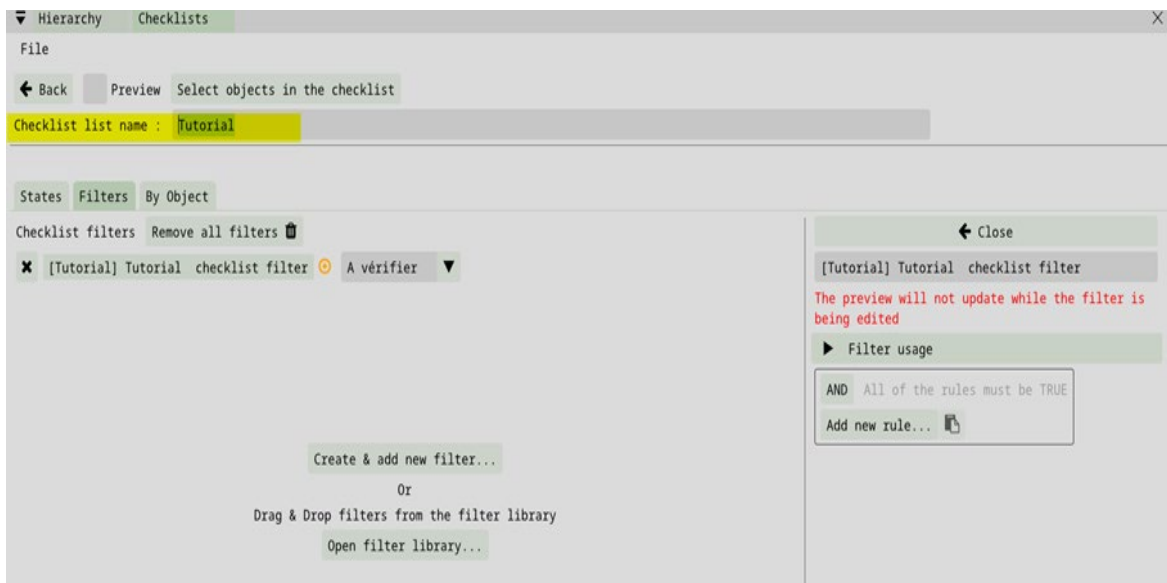 Hierarchy Checklists X
File
Back Preview Select objects in the checklist
Checklist list name : Tutorial
States Filters By Object
Checklist filters Remove all filters
[Tutorial] Tutorial checklist filter A vérifier
Create & add new filter...
Or
Drag & Drop filters from the filter library
Open filter library...
Close
[Tutorial] Tutorial checklist filter
The preview will not update while the filter is
being edited
Filter usage
AND All of the rules must be TRUE
Add new rule...